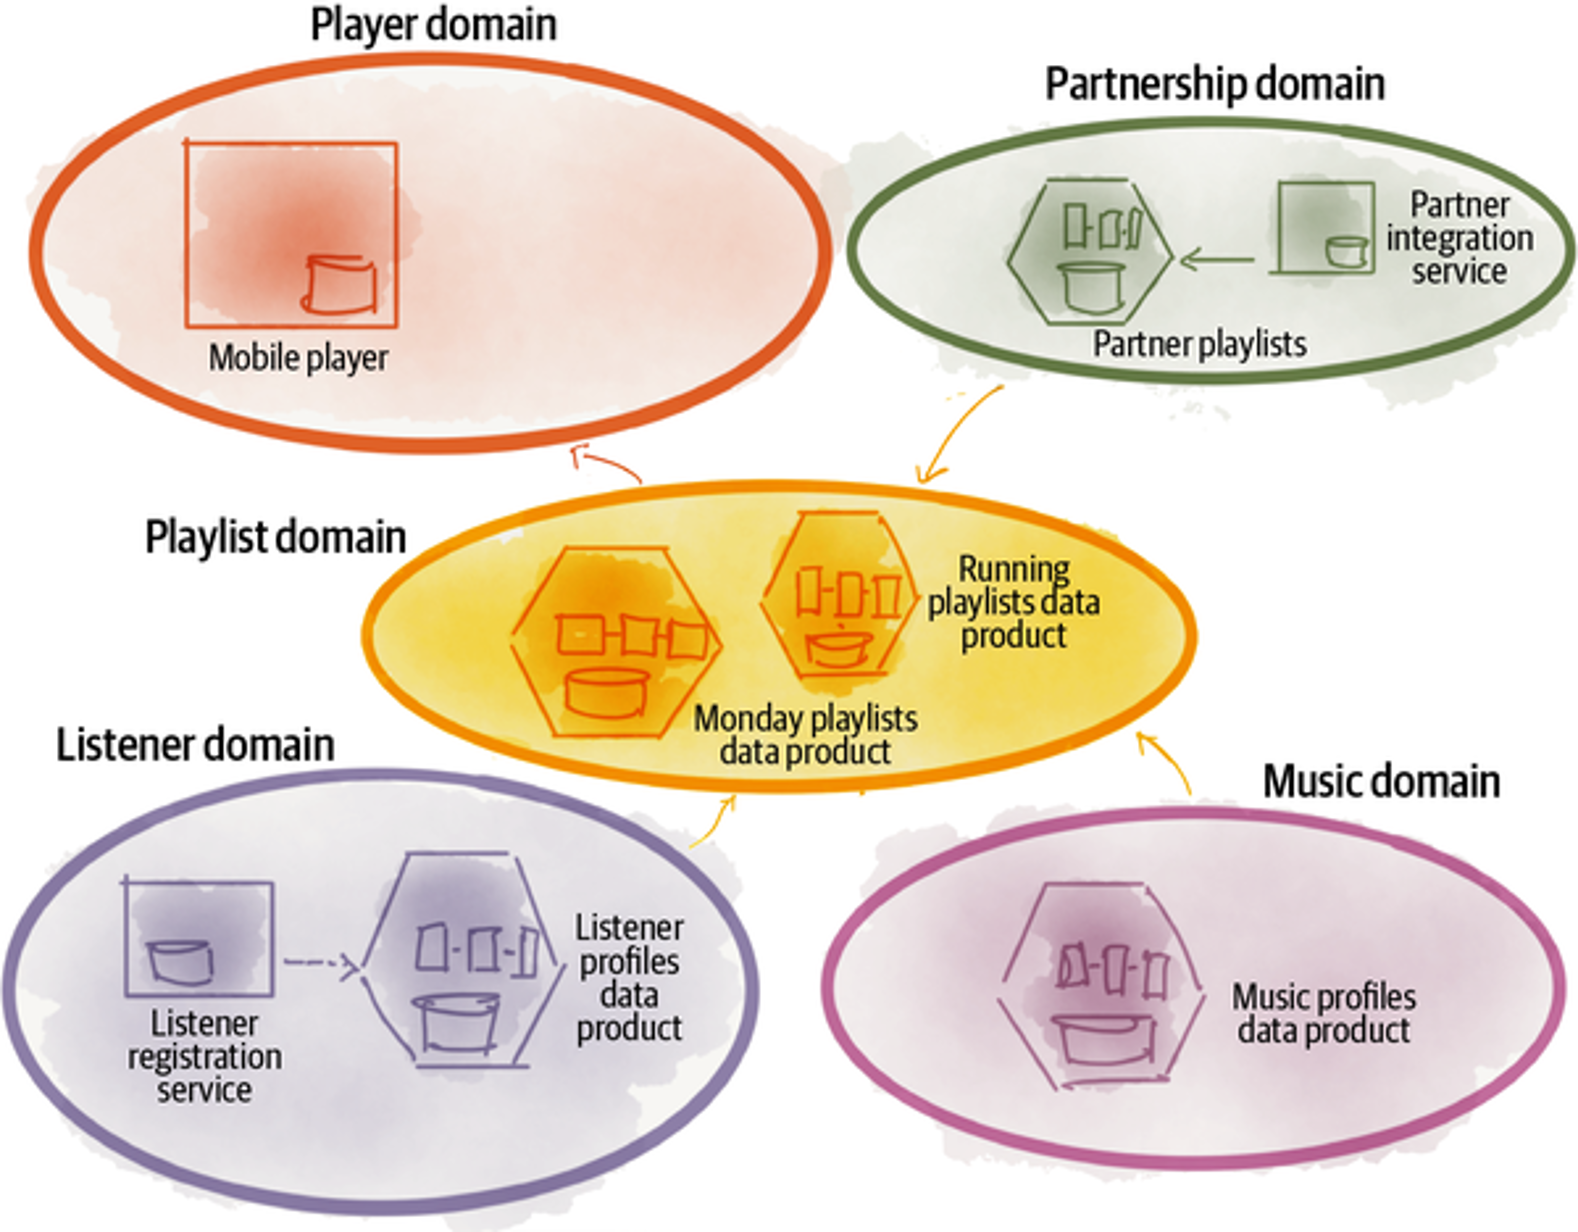 Player domain
Mobile player
Partnership domain
Partner
integration
service
Partner playlists
Playlist domain
Running
playlists data
product
Monday playlists
data product
Listener domain
Listener
registration
service
Listener
profiles
data
product
Music domain
Music profiles
data product